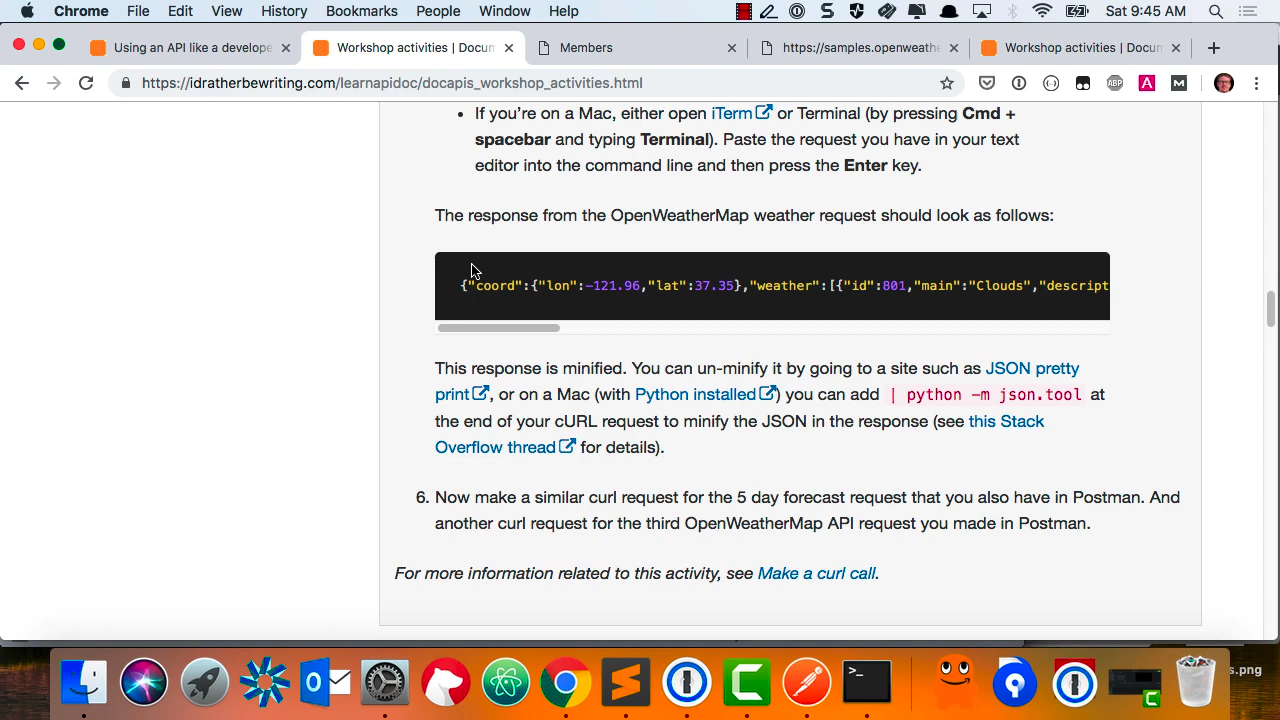 Chrome File Edit View History Bookmarks People Window Help Sat 9:45 AM
Using an API like a develope
Workshop activities | Docum
Members
https://samples.openweathe
Workshop activities | Docum
https://idratherbewriting.com/learnapidoc/docapis_workshop_activities.html
If you're on a Mac, either open iTerm or Terminal (by pressing Cmd +
spacebar and typing Terminal). Paste the request you have in your text
editor into the command line and then press the Enter key.
The response from the OpenWeatherMap weather request should look as follows:
{"coord":{"lon":-121.96,"lat":37.35},"weather":[{"id":801,"main":"Clouds","descript
This response is minified. You can un-minify it by going to a site such as JSON pretty
print, or on a Mac (with Python installed) you can add | python -m json.tool at
the end of your cURL request to minify the JSON in the response (see this Stack
Overflow thread for details).
6. Now make a similar curl request for the 5 day forecast request that you also have in Postman. And
another curl request for the third OpenWeatherMap API request you made in Postman.
For more information related to this activity, see Make a curl call.
s.png